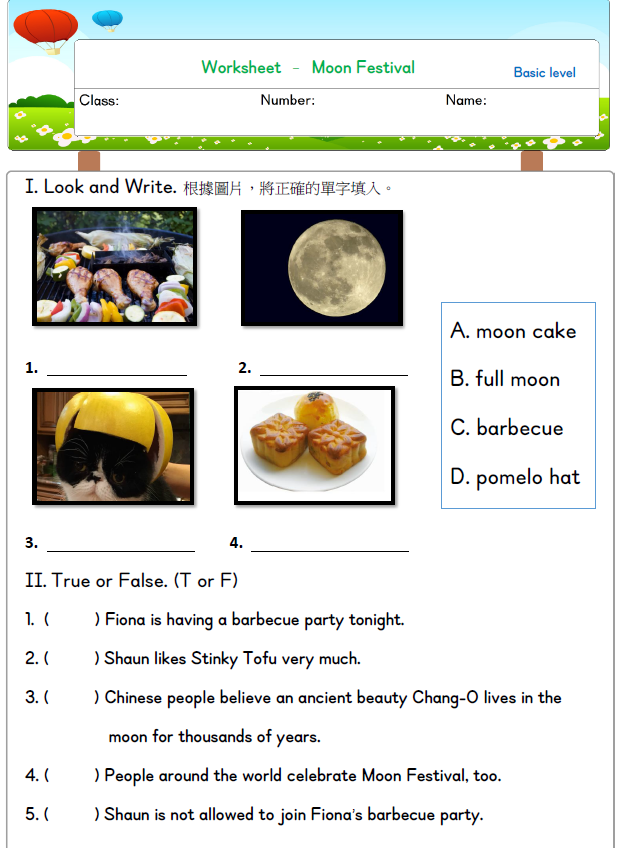 Worksheet - Moon Festival
Basic level
Class: Number: Name:
I. Look and Write. 根據圖片，將正確的單字填入。
1. ________________ 2. ________________
A. moon cake
B. full moon
C. barbecue
D. pomelo hat
3. ________________ 4. ________________
II. True or False. (T or F)
1. ( ) Fiona is having a barbecue party tonight.
2. ( ) Shaun likes Stinky Tofu very much.
3. ( ) Chinese people believe an ancient beauty Chang-O lives in the
moon for thousands of years.
4. ( ) People around the world celebrate Moon Festival, too.
5. ( ) Shaun is not allowed to join Fiona's barbecue party.